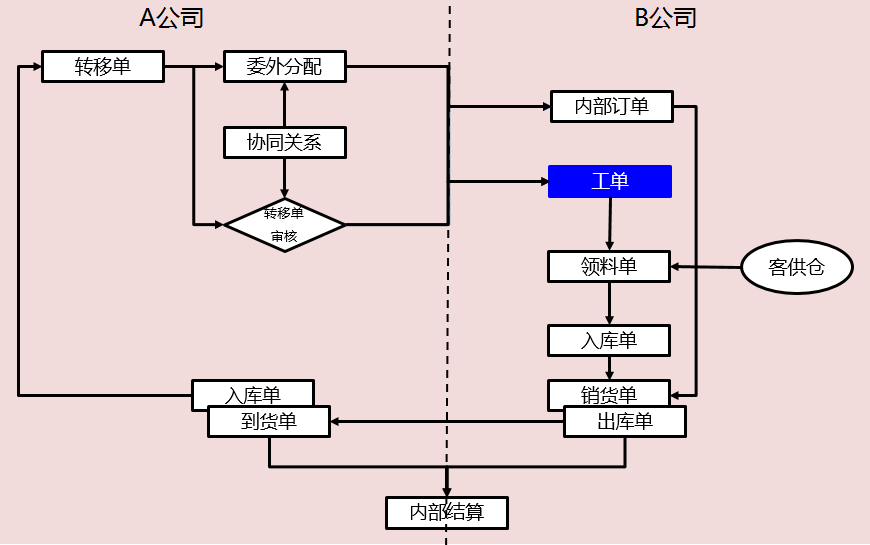 A公司
B公司
转移单
委外分配
内部订单
协同关系
工单
转移单
审核
领料单
客供仓
入库单
入库单
销货单
到货单
出库单
内部结算